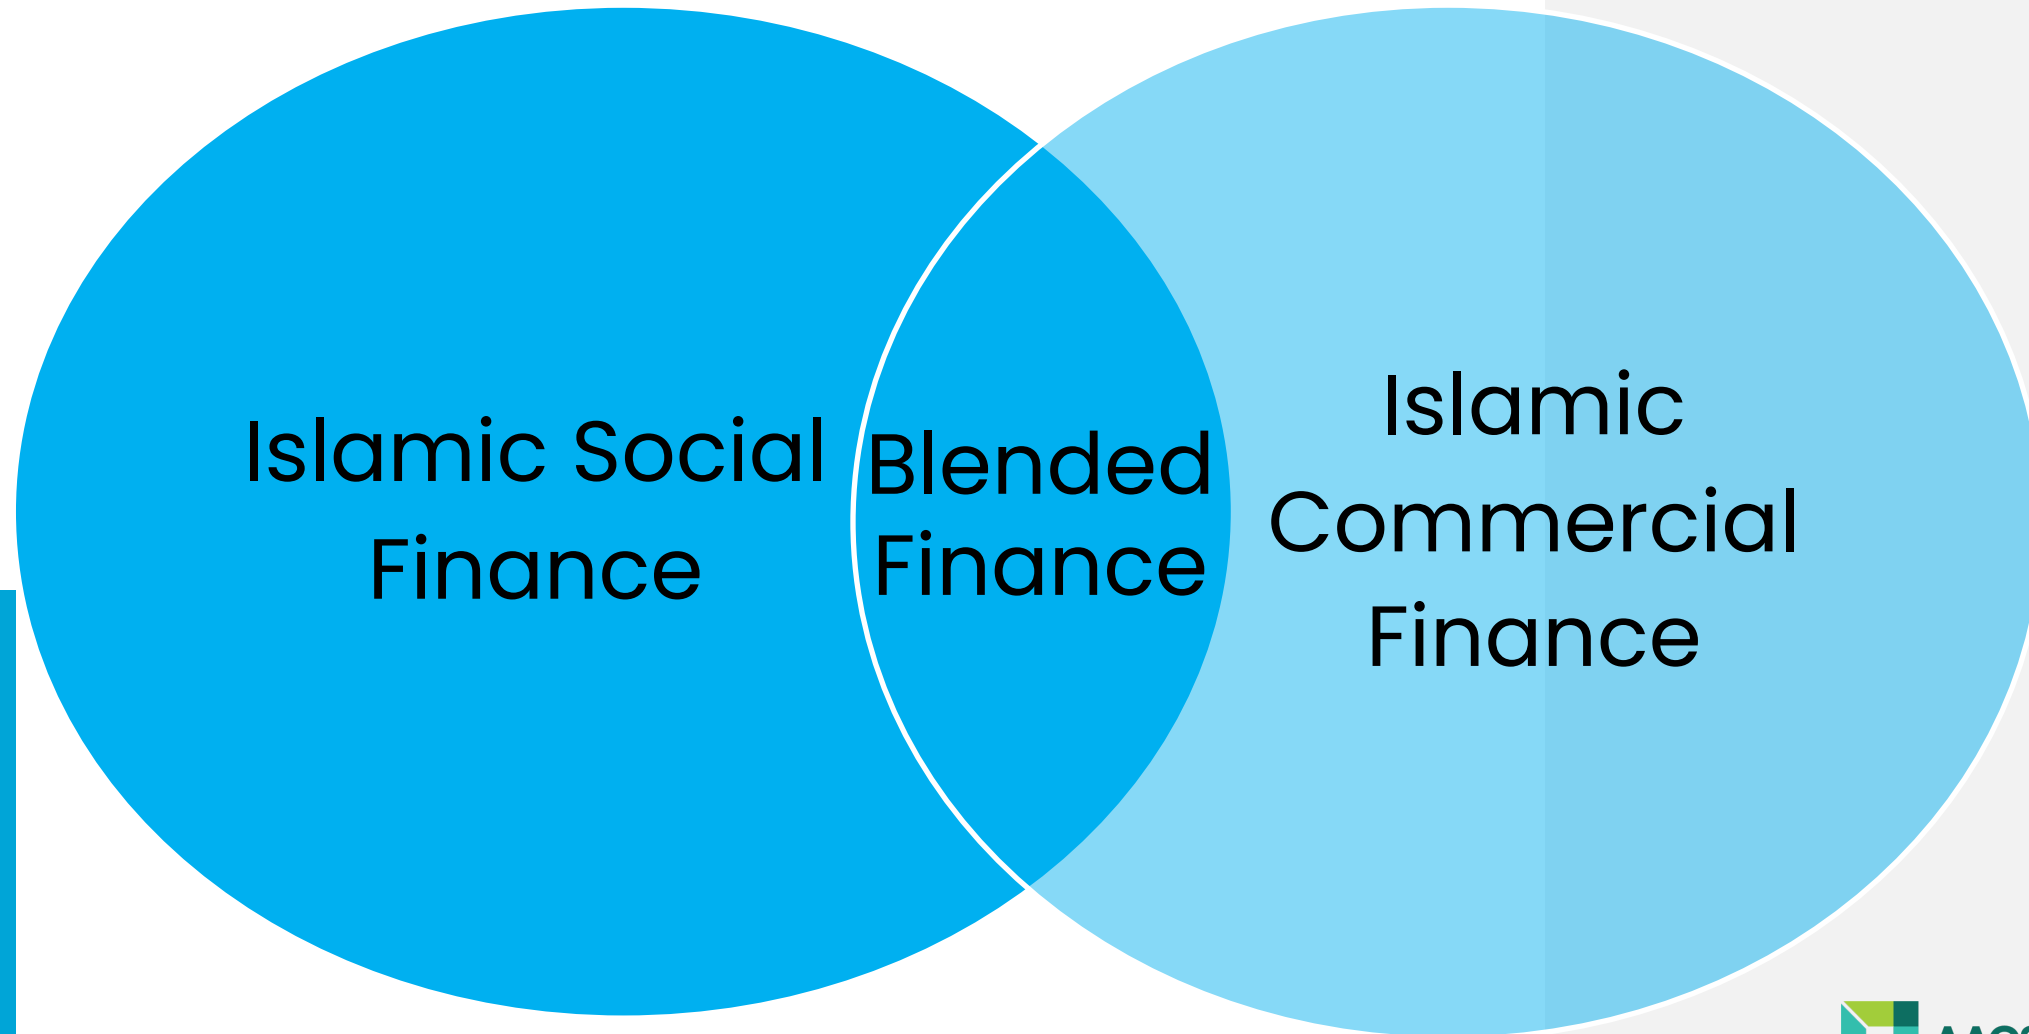 Islamic Social
Finance
Blended
Finance
Islamic
Commercial
Finance